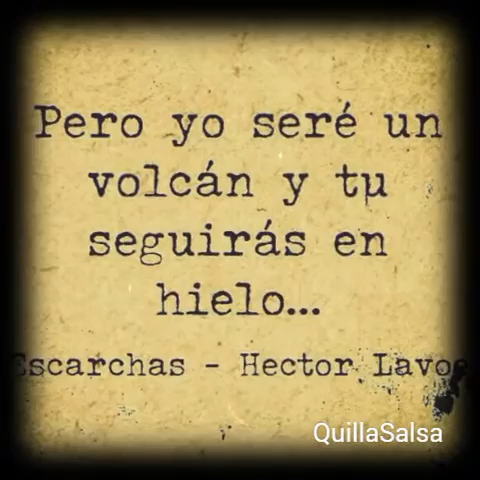 Pero yo seré un
volcán y tu
seguirás en
hielo...
Escarchas - Hector Lavoe
QuillaSalsa